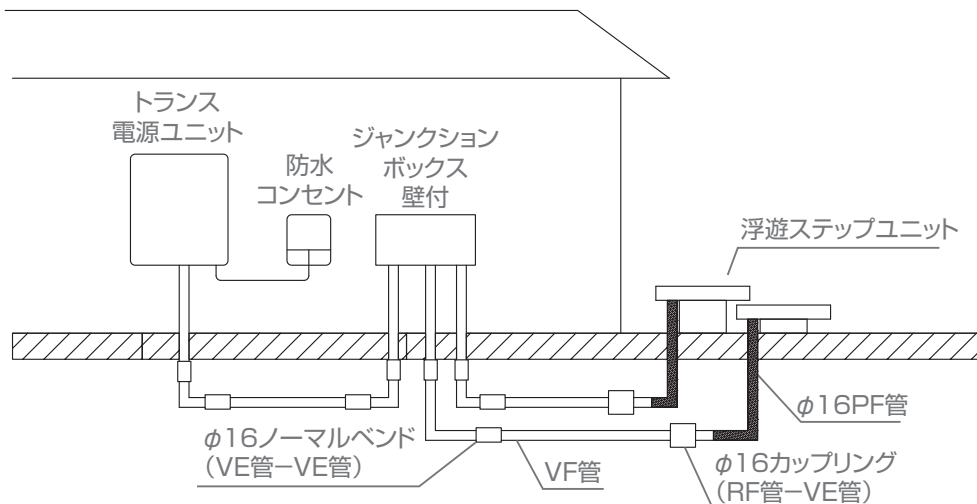 トランス
電源ユニット
防水
コンセント
ジャンクション
ボックス
壁付
浮遊ステップユニット
φ16PF管
φ16ノーマルベンド
（VE管−VE管）
VF管
φ16カップリング
（RF管−VE管）